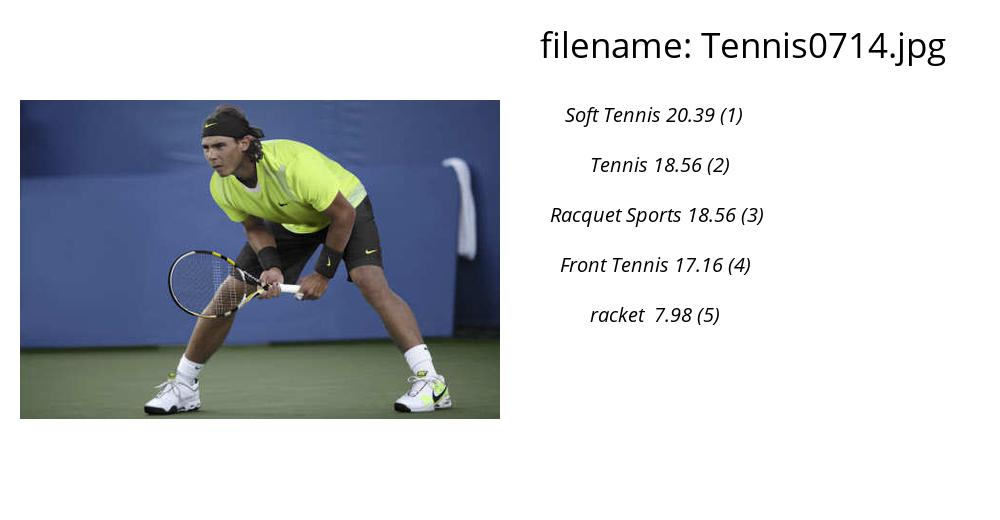 filename: Tennis0714.jpg
Soft Tennis 20.39 (1)
Tennis 18.56 (2)
Racquet Sports 18.56 (3)
Front Tennis 17.16 (4)
racket 7.98 (5)